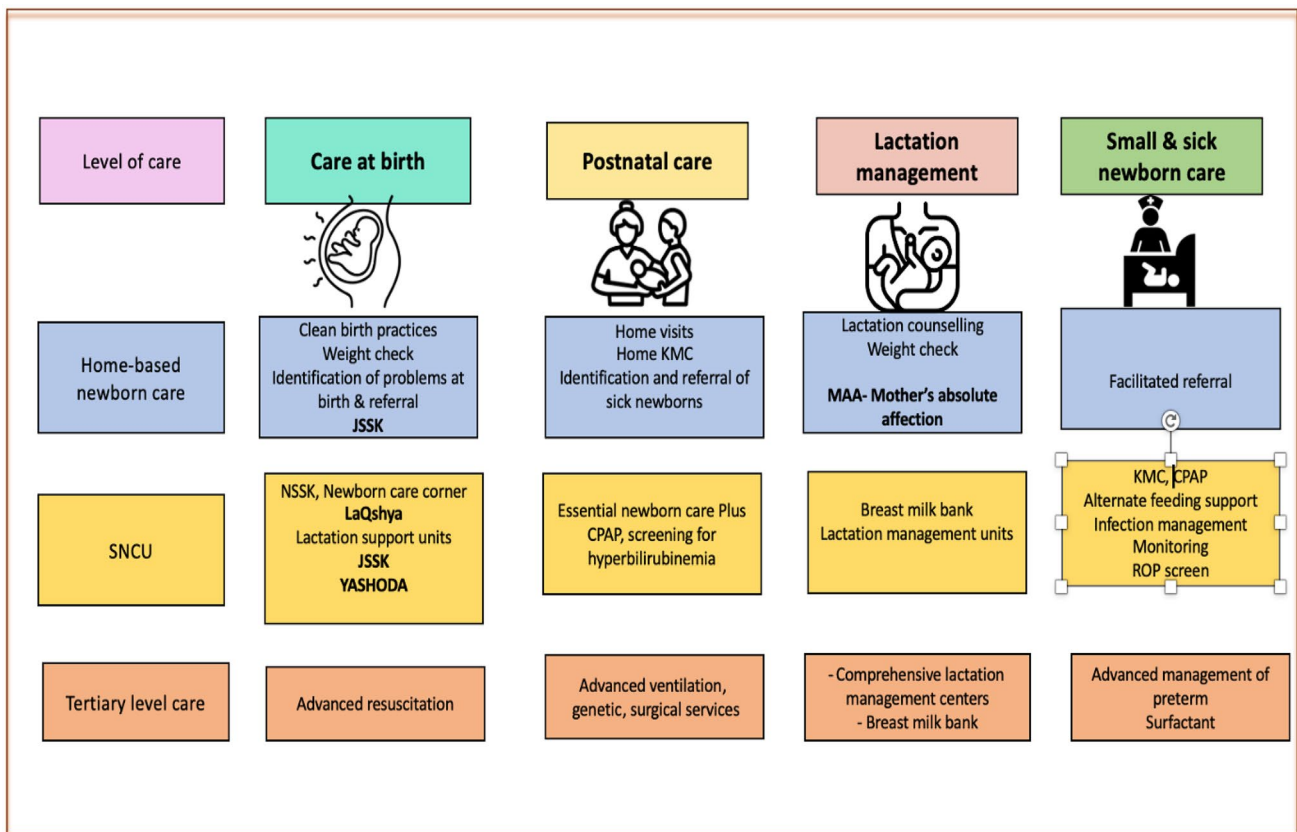 Level of care
Care at birth
Postnatal care
Lactation
management
Small & sick
newborn care
Home-based
newborn care
Clean birth practices
Weight check
Identification of problems at
birth & referral
JSSK
Home visits
Home KMC
Identification and referral of
sick newborns
Lactation counselling
Weight check
MAA- Mother's absolute
affection
Facilitated referral
SNCU
NSSK, Newborn care corner
LaQshya
Lactation support units
JSSK
YASHODA
Essential newborn care Plus
CPAP, screening for
hyperbilirubinemia
Breast milk bank
Lactation management units
KMC, CPAP
Alternate feeding support
Infection management
Monitoring
ROP screen
Tertiary level care
Advanced resuscitation
Advanced ventilation,
genetic, surgical services
- Comprehensive lactation
management centers
- Breast milk bank
Advanced management of
preterm
Surfactant